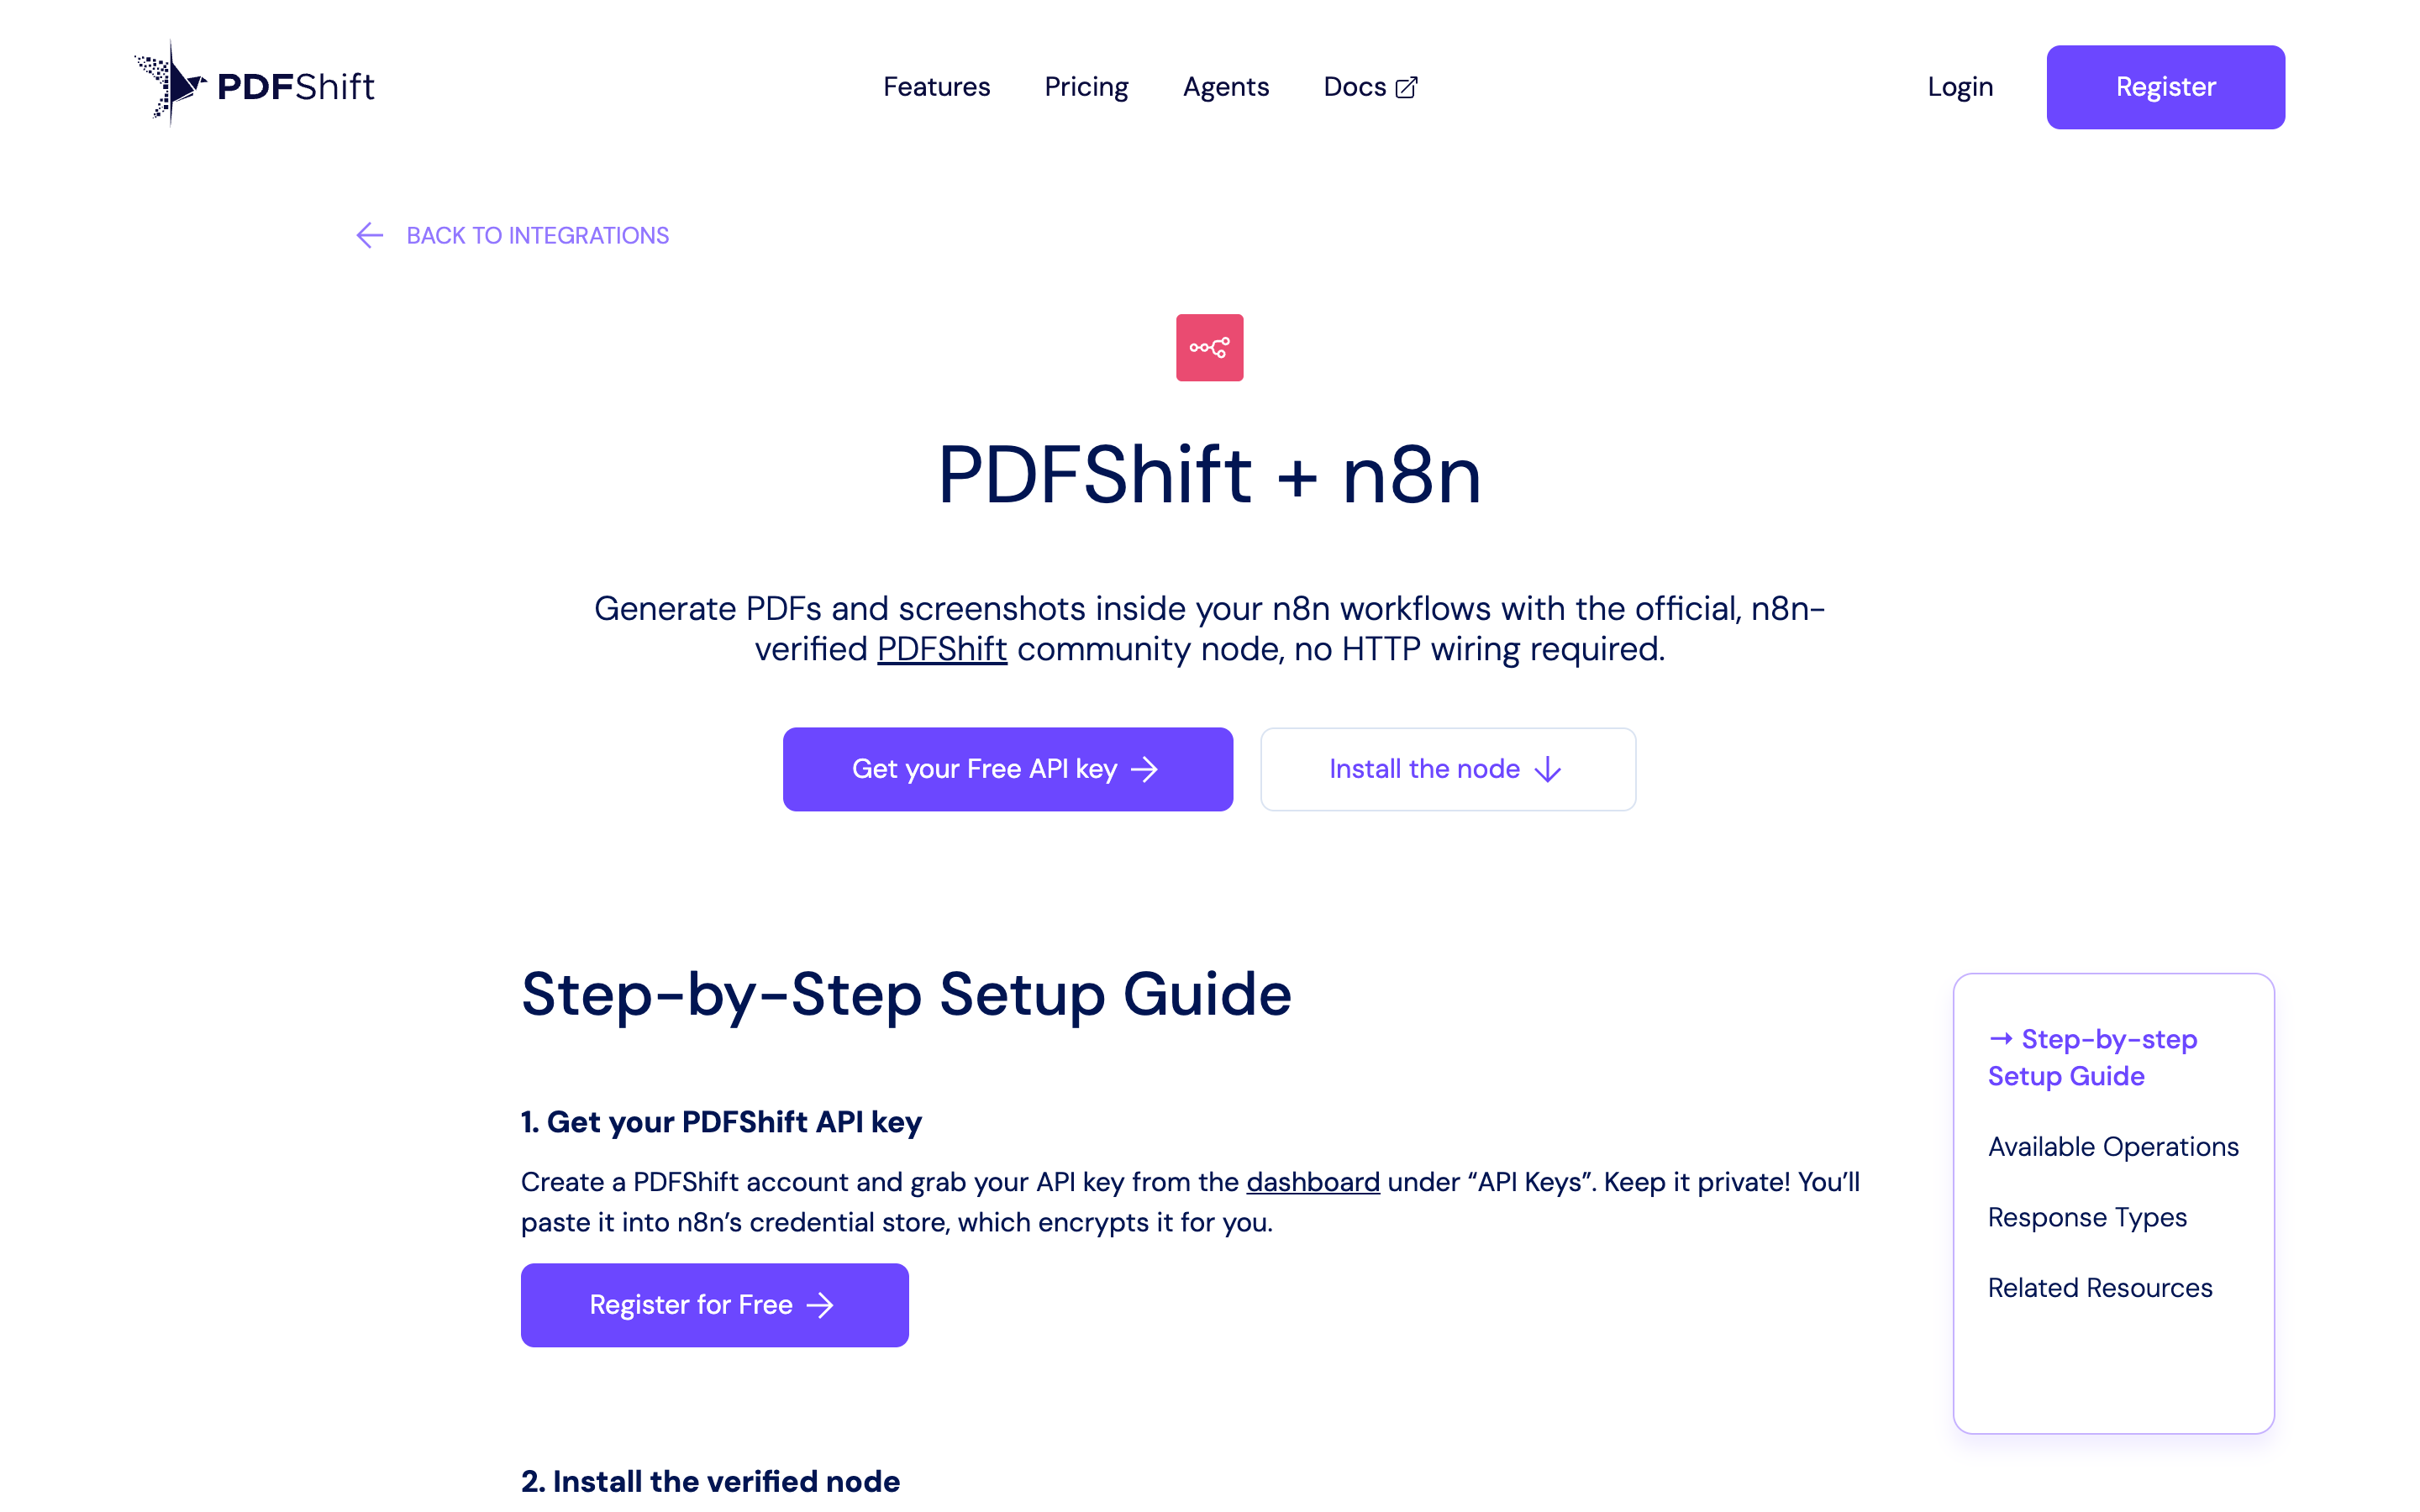 PDFShift
Features Pricing Agents Docs
Login Register
BACK TO INTEGRATIONS
PDFShift + n8n
Generate PDFs and screenshots inside your n8n workflows with the official, n8n-
verified PDFShift community node, no HTTP wiring required.
Get your Free API key
Install the node
Step-by-Step Setup Guide
1. Get your PDFShift API key
Create a PDFShift account and grab your API key from the dashboard under “API Keys”. Keep it private! You’ll
paste it into n8n’s credential store, which encrypts it for you.
Register for Free
2. Install the verified node
→ Step-by-step
Setup Guide
Available Operations
Response Types
Related Resources